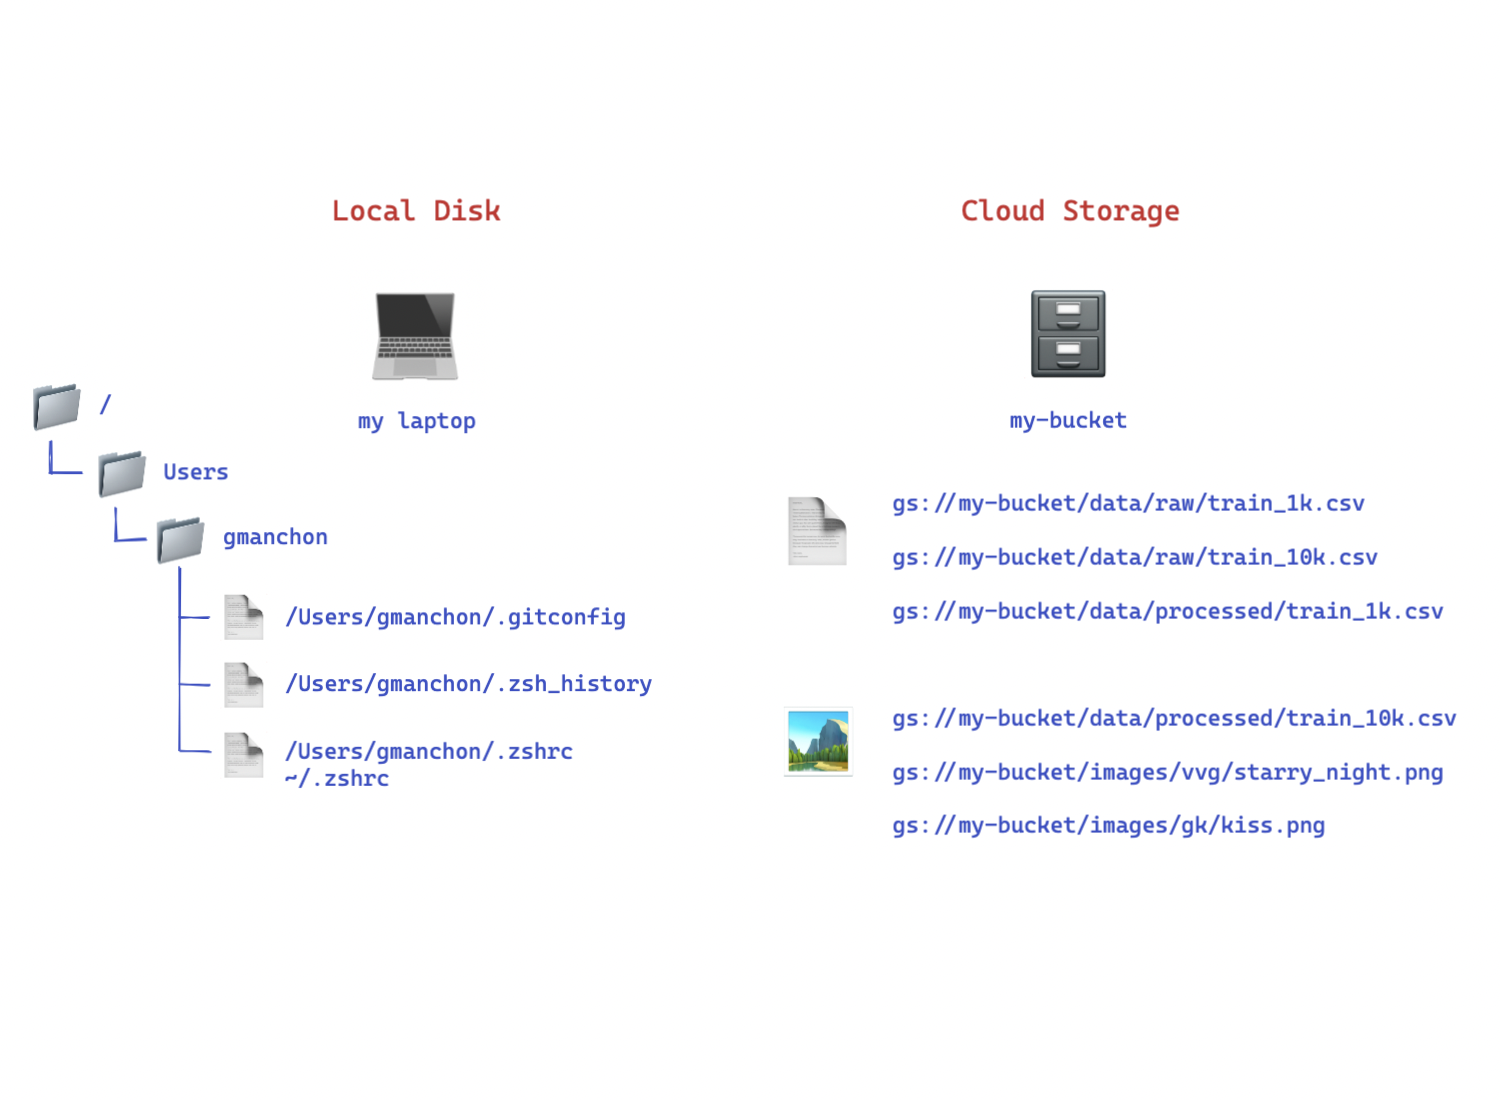 Local Disk
my laptop
/
Users
gmanchon
/Users/gmanchon/.gitconfig
/Users/gmanchon/.zsh_history
/Users/gmanchon/.zshrc
~/.zshrc
Cloud Storage
my-bucket
gs://my-bucket/data/raw/train_1k.csv
gs://my-bucket/data/raw/train_10k.csv
gs://my-bucket/data/processed/train_1k.csv
gs://my-bucket/data/processed/train_10k.csv
gs://my-bucket/images/vvg/starry_night.png
gs://my-bucket/images/gk/kiss.png